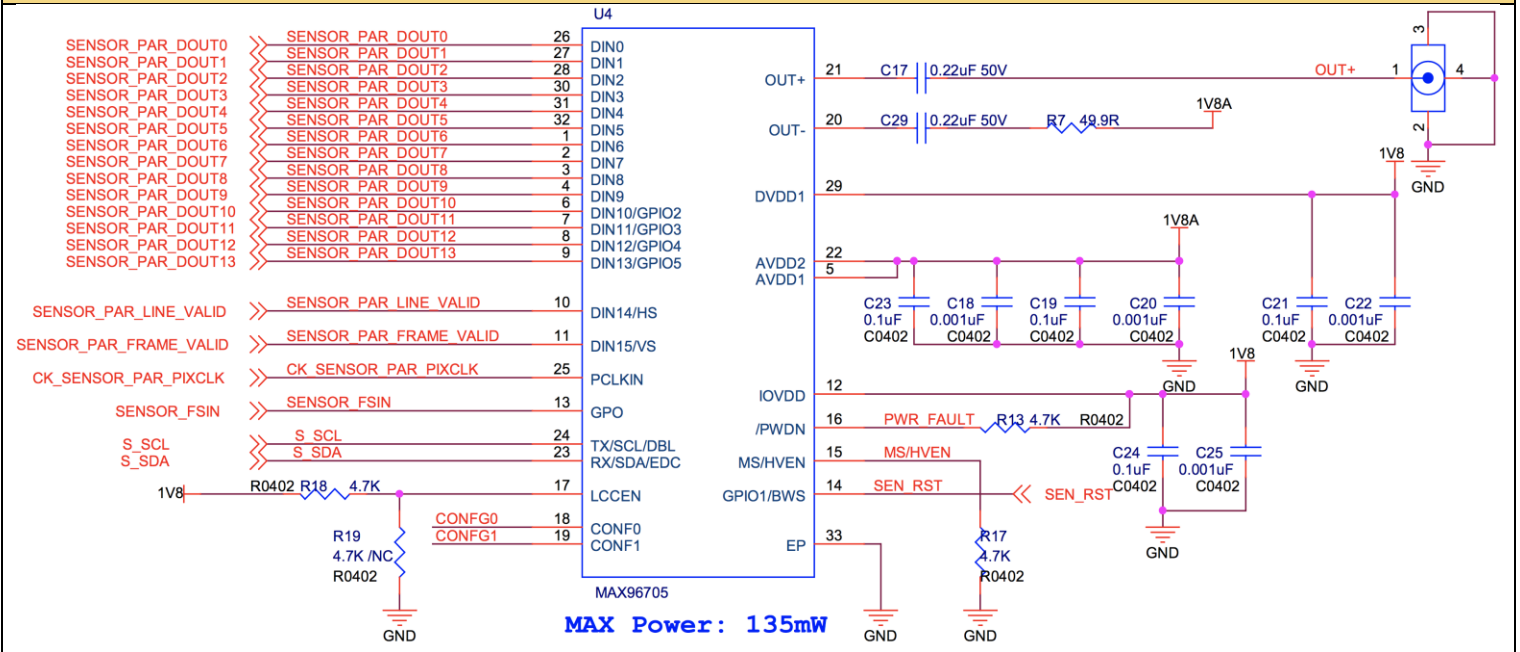 U4
SENSOR_PAR_DOUT0 SENSOR_PAR_DOUT0 26 DIN0
SENSOR_PAR_DOUT1 SENSOR_PAR_DOUT1 27 DIN1
SENSOR_PAR_DOUT2 SENSOR_PAR_DOUT2 28 DIN2
SENSOR_PAR_DOUT3 SENSOR_PAR_DOUT3 30 DIN3
SENSOR_PAR_DOUT4 SENSOR_PAR_DOUT4 31 DIN4
SENSOR_PAR_DOUT5 SENSOR_PAR_DOUT5 32 DIN5
SENSOR_PAR_DOUT6 SENSOR_PAR_DOUT6 1 DIN6
SENSOR_PAR_DOUT7 SENSOR_PAR_DOUT7 2 DIN7
SENSOR_PAR_DOUT8 SENSOR_PAR_DOUT8 3 DIN8
SENSOR_PAR_DOUT9 SENSOR_PAR_DOUT9 4 DIN9
SENSOR_PAR_DOUT10 SENSOR_PAR_DOUT10 6 DIN10/GPIO2
SENSOR_PAR_DOUT11 SENSOR_PAR_DOUT11 7 DIN11/GPIO3
SENSOR_PAR_DOUT12 SENSOR_PAR_DOUT12 8 DIN12/GPIO4
SENSOR_PAR_DOUT13 SENSOR_PAR_DOUT13 9 DIN13/GPIO5
SENSOR_PAR_LINE_VALID SENSOR_PAR_LINE_VALID 10 DIN14/HS
SENSOR_PAR_FRAME_VALID SENSOR_PAR_FRAME_VALID 11 DIN15/VS
CK_SENSOR_PAR_PIXCLK CK_SENSOR_PAR_PIXCLK 25 PCLKIN
SENSOR_FSIN SENSOR_FSIN 13 GPO
S_SCL S_SCL 24 TX/SCL/DBL
S_SDA S_SDA 23 RX/SDA/EDC
1V8 R0402 R18 4.7K 17 LCCEN
CONFG0 18 CONF0
CONFG1 19 CONF1
R19
4.7K /NC
R0402
GND
OUT+ 21 C17 0.22uF 50V OUT+ 1 3 4 2
GND
OUT- 20 C29 0.22uF 50V R7 49.9R 1V8A
DVDD1 29 1V8
1V8A
AVDD2 22
AVDD1 5
C23 C18 C19 C20 C21 C22
0.1uF 0.001uF 0.1uF 0.001uF 0.1uF 0.001uF
C0402 C0402 C0402 C0402 C0402 C0402
GND GND
1V8
IOVDD 12
/PWDN 16 PWR_FAULT R13 4.7K R0402
MS/HVEN 15 MS/HVEN
GPIO1/BWS 14 SEN_RST SEN_RST
C24 C25
0.1uF 0.001uF
C0402 C0402
GND
EP 33
R17
4.7K
R0402
GND GND
MAX96705
MAX Power: 135mW